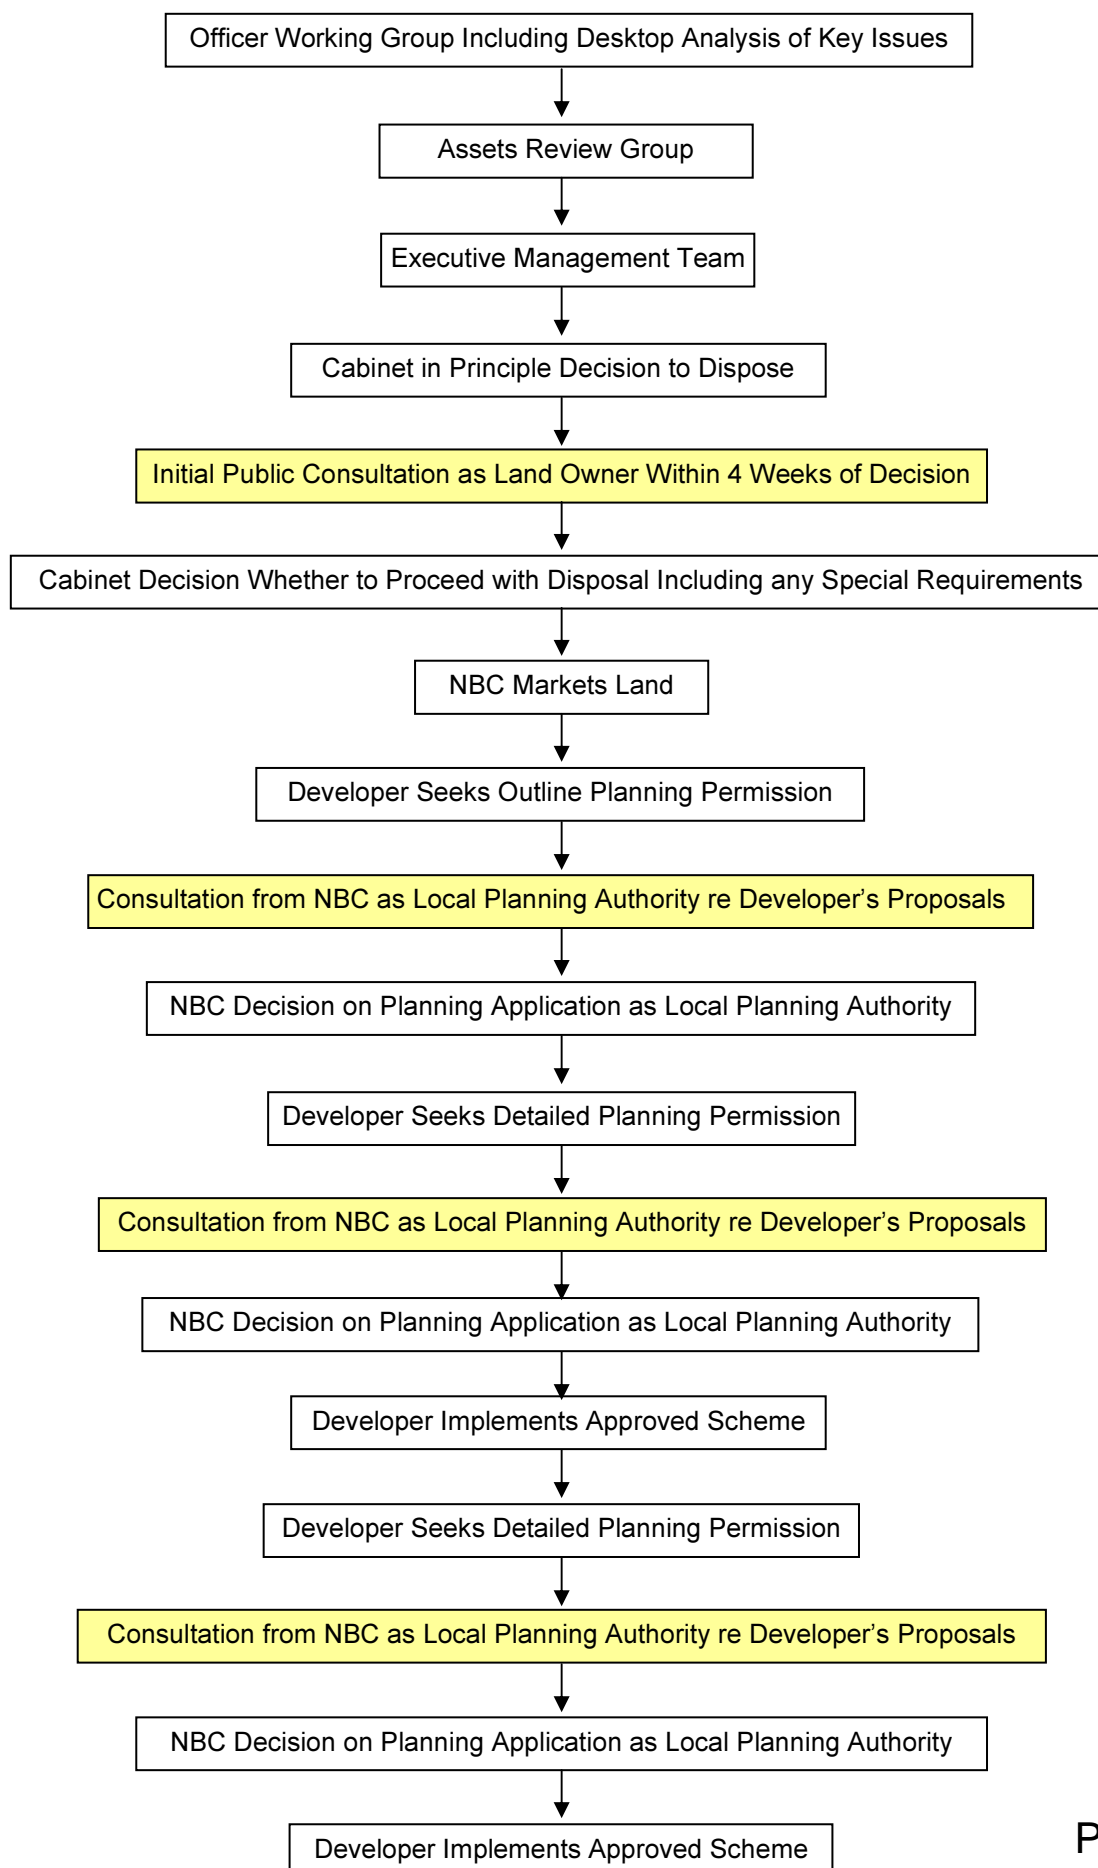 Officer Working Group Including Desktop Analysis of Key Issues
Assets Review Group
Executive Management Team
Cabinet in Principle Decision to Dispose
Initial Public Consultation as Land Owner Within 4 Weeks of Decision
Cabinet Decision Whether to Proceed with Disposal Including any Special Requirements
NBC Markets Land
Developer Seeks Outline Planning Permission
Consultation from NBC as Local Planning Authority re Developer’s Proposals
NBC Decision on Planning Application as Local Planning Authority
Developer Seeks Detailed Planning Permission
Consultation from NBC as Local Planning Authority re Developer’s Proposals
NBC Decision on Planning Application as Local Planning Authority
Developer Implements Approved Scheme
Developer Seeks Detailed Planning Permission
Consultation from NBC as Local Planning Authority re Developer’s Proposals
NBC Decision on Planning Application as Local Planning Authority
Developer Implements Approved Scheme
P